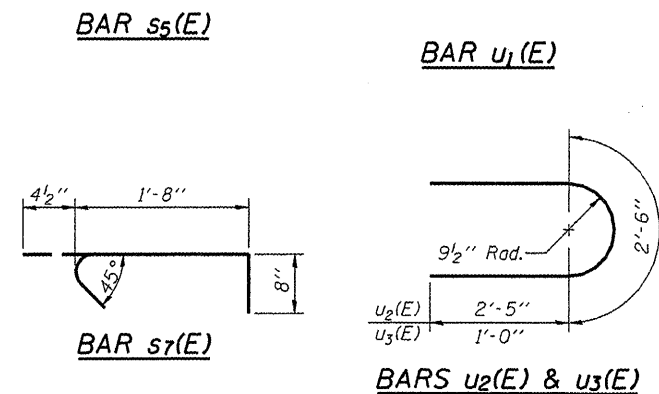 BAR s5(E)
BAR u1(E)
4½" 1'-8"
45°
8"
BAR s7(E)
9½" Rad.
2'-6"
u2(E) 2'-5"
u3(E) 1'-0"
BARS u2(E) & u3(E)